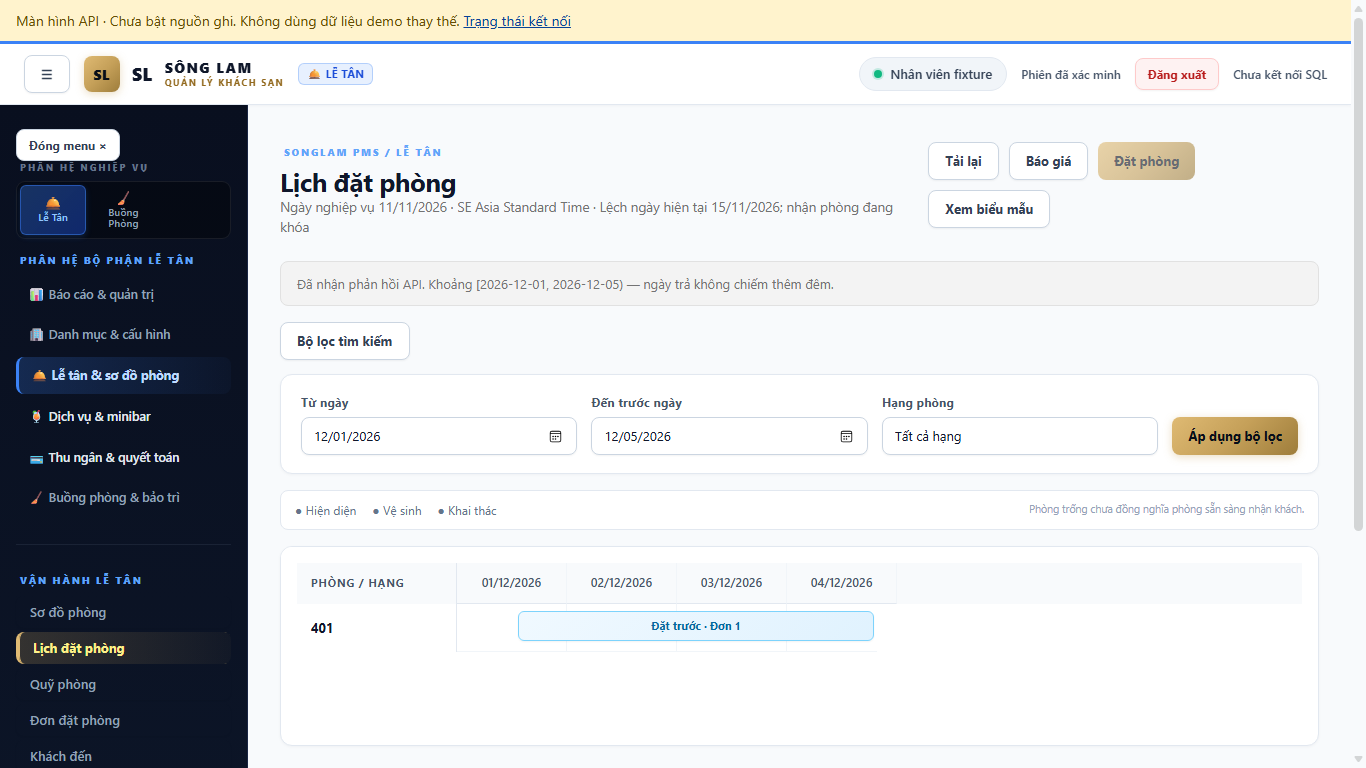 Màn hình API · Chưa bật nguồn ghi. Không dùng dữ liệu demo thay thế. Trạng thái kết nối
☰
SL
SL
SÔNG LAM
QUẢN LÝ KHÁCH SẠN
LỄ TÂN
Nhân viên fixture
Phiên đã xác minh
Đăng xuất
Chưa kết nối SQL
Đóng menu ×
PHÂN HỆ NGHIỆP VỤ
Lễ Tân
Buồng
Phòng
PHÂN HỆ BỘ PHẬN LỄ TÂN
Báo cáo & quản trị
Danh mục & cấu hình
Lễ tân & sơ đồ phòng
Dịch vụ & minibar
Thu ngân & quyết toán
Buồng phòng & bảo trì
VẬN HÀNH LỄ TÂN
Sơ đồ phòng
Lịch đặt phòng
Quỹ phòng
Đơn đặt phòng
Khách đến
SONGLAM PMS / LỄ TÂN
Lịch đặt phòng
Ngày nghiệp vụ 11/11/2026 · SE Asia Standard Time · Lệch ngày hiện tại 15/11/2026; nhận phòng đang
khóa
Tải lại
Báo giá
Đặt phòng
Xem biểu mẫu
Đã nhận phản hồi API. Khoảng [2026-12-01, 2026-12-05) — ngày trả không chiếm thêm đêm.
Bộ lọc tìm kiếm
Từ ngày
Đến trước ngày
Hạng phòng
12/01/2026
12/05/2026
Tất cả hạng
Áp dụng bộ lọc
● Hiện diện
● Vệ sinh
● Khai thác
Phòng trống chưa đồng nghĩa phòng sẵn sàng nhận khách.
PHÒNG / HẠNG
01/12/2026
02/12/2026
03/12/2026
04/12/2026
401
Đặt trước · Đơn 1